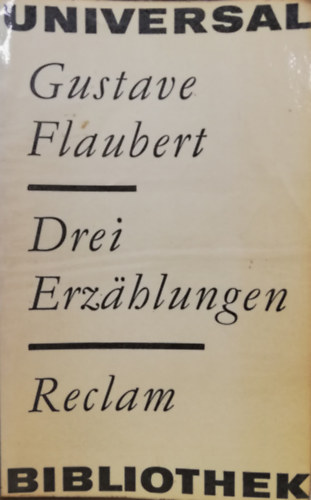 UNIVERSAL
Gustave
Flaubert
Drei
Erzählungen
Reclam
BIBLIOTHEK